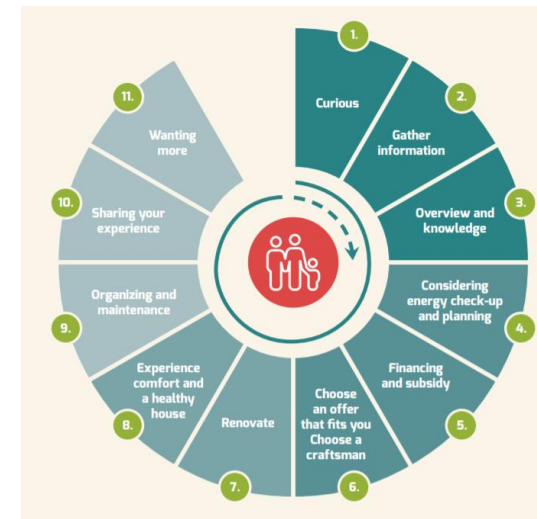 1.
Curious
2.
Gather
information
3.
Overview and
knowledge
4.
Considering
energy check-up
and planning
5.
Financing
and subsidy
6.
Choose
an offer
that fits you
Choose a
craftsman
7.
Renovate
8.
Experience
comfort and
a healthy
house
9.
Organizing and
maintenance
10.
Sharing your
experience
11.
Wanting
more